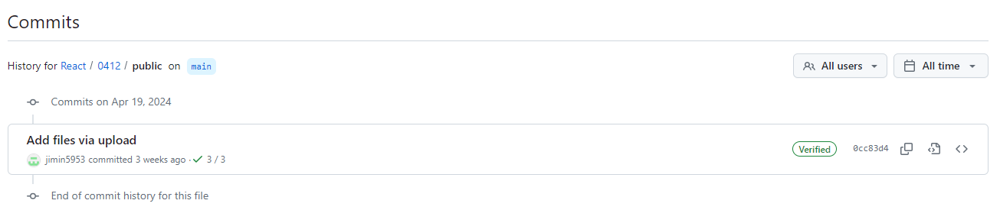 Commits
History for React / 0412 / public on main
All users
All time
Commits on Apr 19, 2024
Add files via upload
jimin5953 committed 3 weeks ago · 3 / 3
Verified
0cc83d4
End of commit history for this file